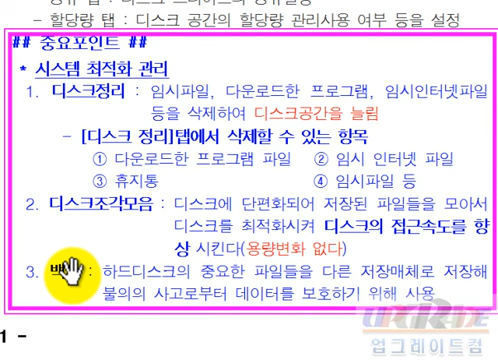 - 할당량 탭 : 디스크 공간의 할당량 관리사용 여부 등을 설정
## 중요포인트 ##
* 시스템 최적화 관리
1. 디스크정리 : 임시파일, 다운로드한 프로그램, 임시인터넷파일
등을 삭제하여 디스크공간을 늘림
- [디스크 정리]탭에서 삭제할 수 있는 항목
① 다운로드한 프로그램 파일 ② 임시 인터넷 파일
③ 휴지통 ④ 임시파일 등
2. 디스크조각모음 : 디스크에 단편화되어 저장된 파일들을 모아서
디스크를 최적화시켜 디스크의 접근속도를 향
상 시킨다(용량변화 없다)
3. : 하드디스크의 중요한 파일들을 다른 저장매체로 저장해
불의의 사고로부터 데이터를 보호하기 위해 사용
1 -
업그레이드컴